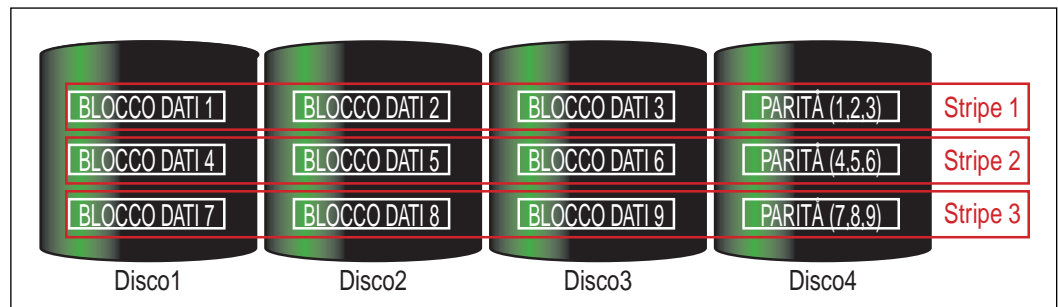 BLOCCO DATI 1 BLOCCO DATI 2 BLOCCO DATI 3 PARITÀ (1,2,3) Stripe 1
BLOCCO DATI 4 BLOCCO DATI 5 BLOCCO DATI 6 PARITÀ (4,5,6) Stripe 2
BLOCCO DATI 7 BLOCCO DATI 8 BLOCCO DATI 9 PARITÀ (7,8,9) Stripe 3
Disco1 Disco2 Disco3 Disco4